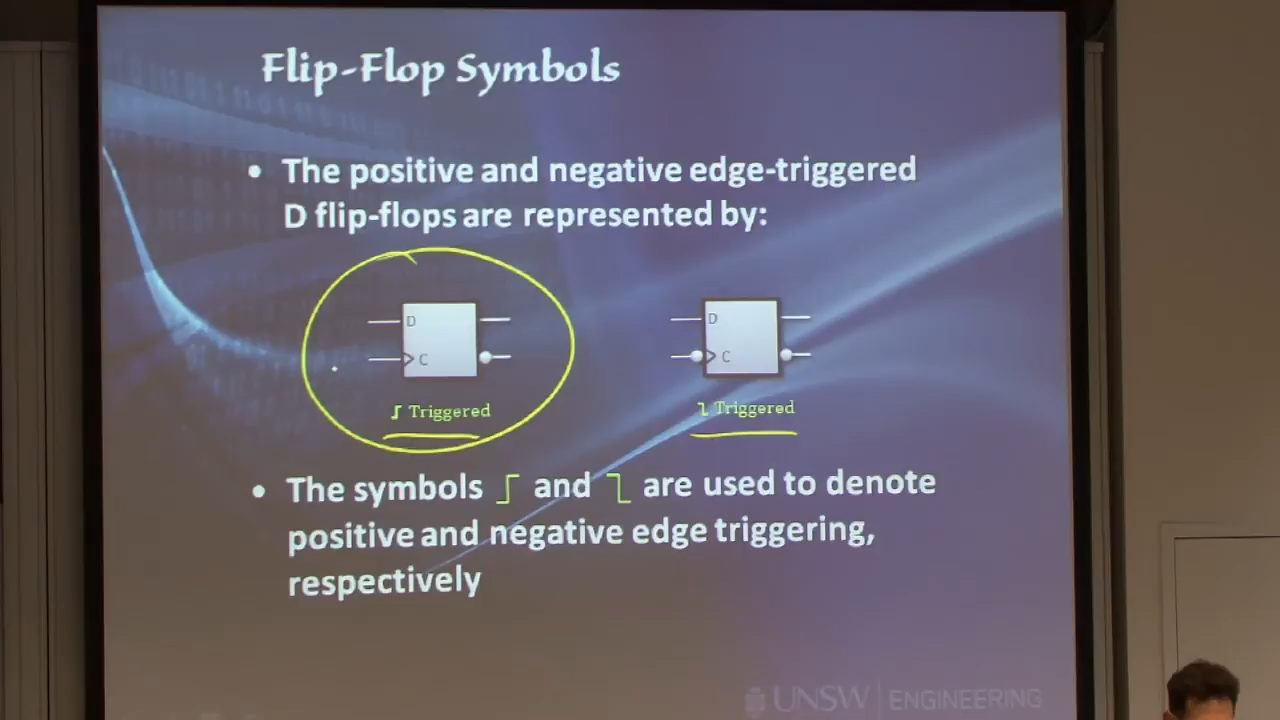 Flip-Flop Symbols
• The positive and negative edge-triggered
D flip-flops are represented by:
D
C
Triggered
D
C
Triggered
• The symbols and are used to denote
positive and negative edge triggering,
respectively
UNSW ENGINEERING